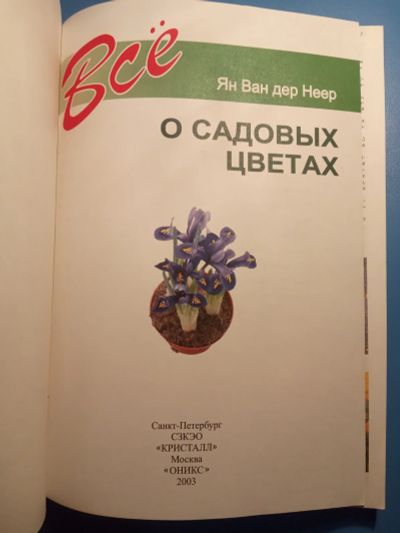 Всё
Ян Ван дер Неер
О САДОВЫХ
ЦВЕТАХ
Санкт-Петербург
СЗКЭО
«КРИСТАЛЛ»
Москва
«ОНИКС»
2003